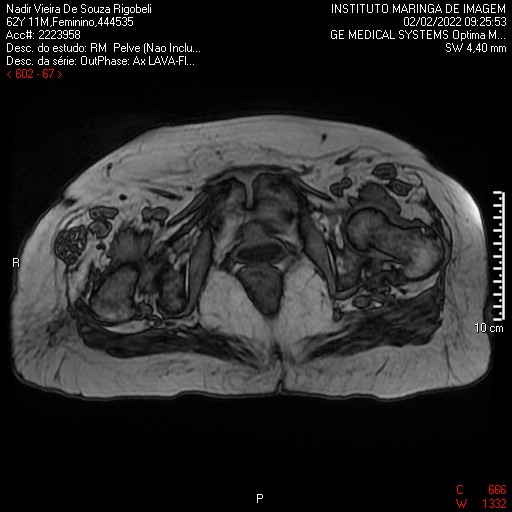 Nadir Vieira De Souza Rigobeli
62Y 11M,Feminino,444535
Acc#: 2223958
Desc. do estudo: RM  Pelve (Nao Inclu...
Desc. da série: OutPhase: Ax LAVA-Fl...
< 602 - 67 >
INSTITUTO MARINGA DE IMAGEM
02/02/2022 09:25:53
GE MEDICAL SYSTEMS Optima M...
SW 4,40 mm
R
10 cm
P
C 666
W 1332